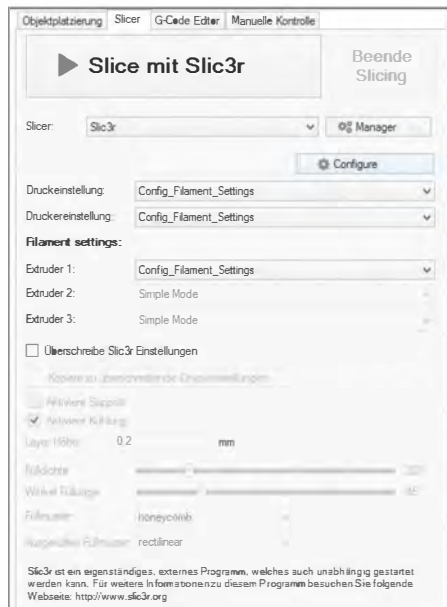 Objektplatzierung Slicer G-Code Editor Manuelle Kontrolle
Slice mit Slic3r
Beende
Slicing
Slicer: Slic3r Manager
Configure
Druckeinstellung: Config_Filament_Settings
Druckereinstellung: Config_Filament_Settings
Filament settings:
Extruder 1: Config_Filament_Settings
Extruder 2: Simple Mode
Extruder 3: Simple Mode
Überschreibe Slic3r Einstellungen
Kopiere zu überschreibende Druckeinstellungen
Aktiviere Support
Aktiviere Kühlung
Layer Höhe: 0.2 mm
Fülldichte
Winkel Füllung
Füllmuster: honeycomb
Füllmuster: rectilinear
Slic3r ist ein eigenständiges, externes Programm, welches auch unabhängig gestartet
werden kann. Für weitere Informationen zu diesem Programm besuchen Sie folgende
Webseite: http://www.slic3r.org